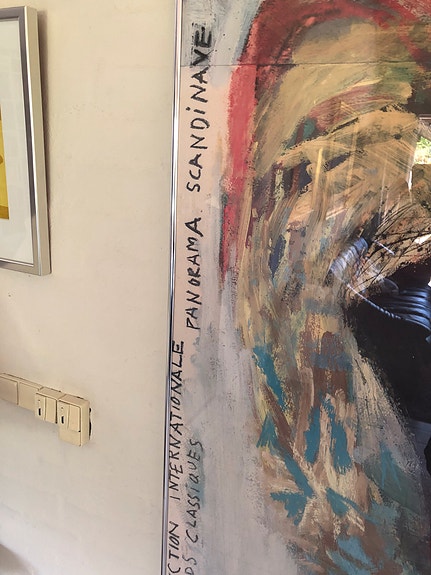 CTION INTERNATIONALE PANORAMA SCANDINAVE
DS CLASSIQUES